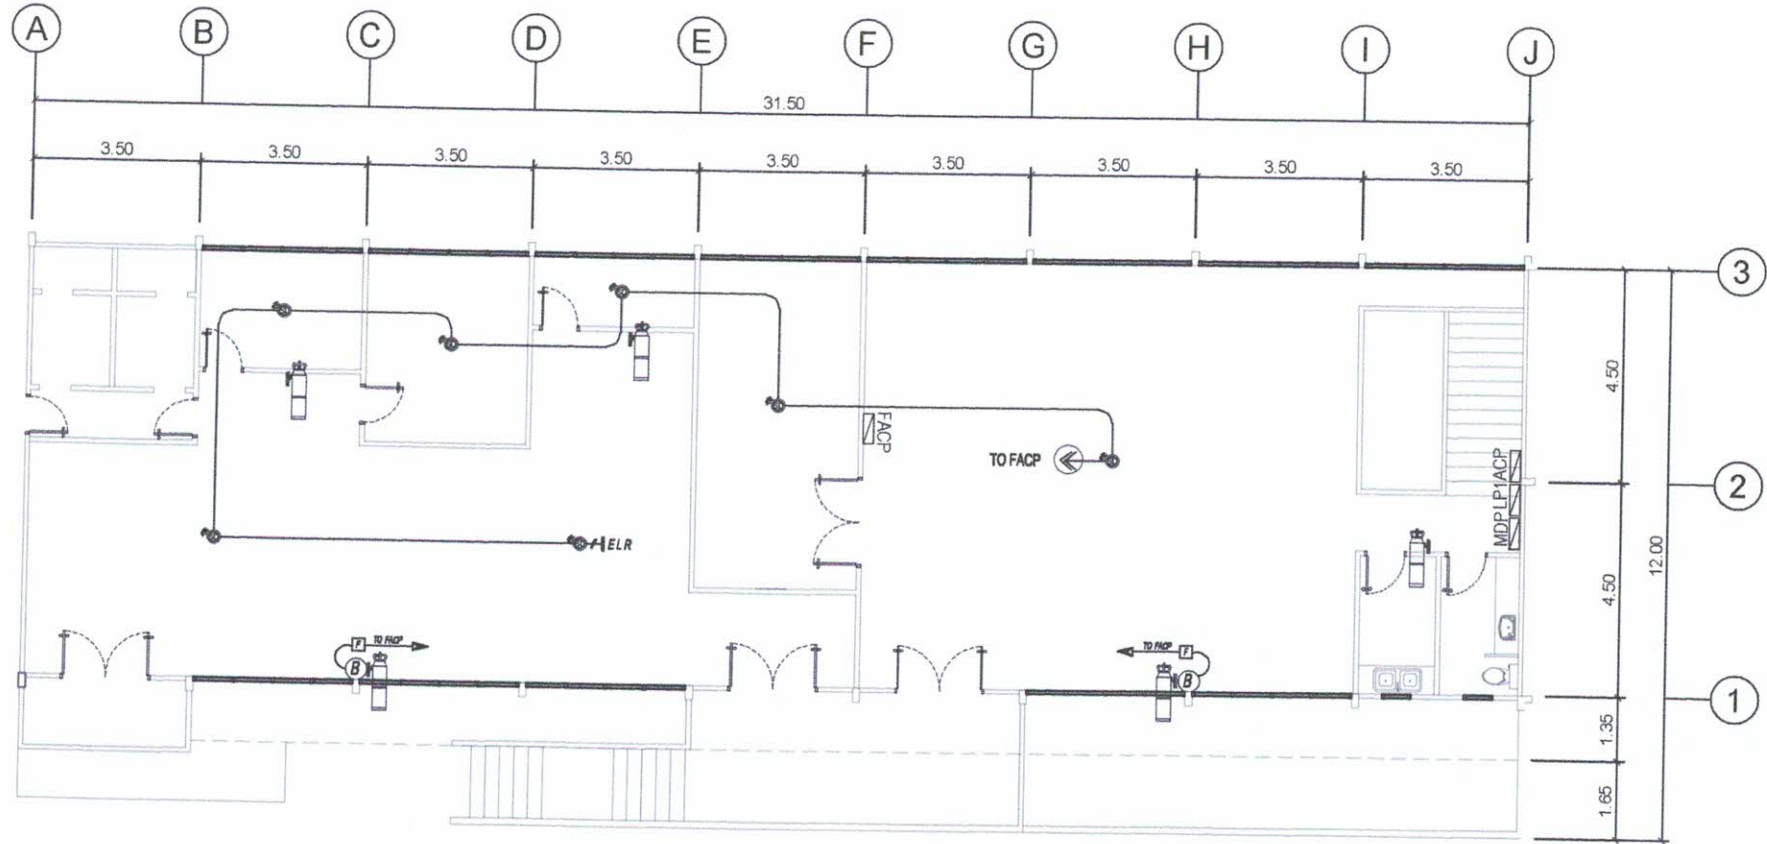 A B C D E F G H I J
31.50
3.50 3.50 3.50 3.50 3.50 3.50 3.50 3.50 3.50
3
4.50
FACP
TO FACP
MDP LP1 ACP
2
12.00
ELR
4.50
F TO FACP
B
TO FACP F
B
1
1.35
1.65